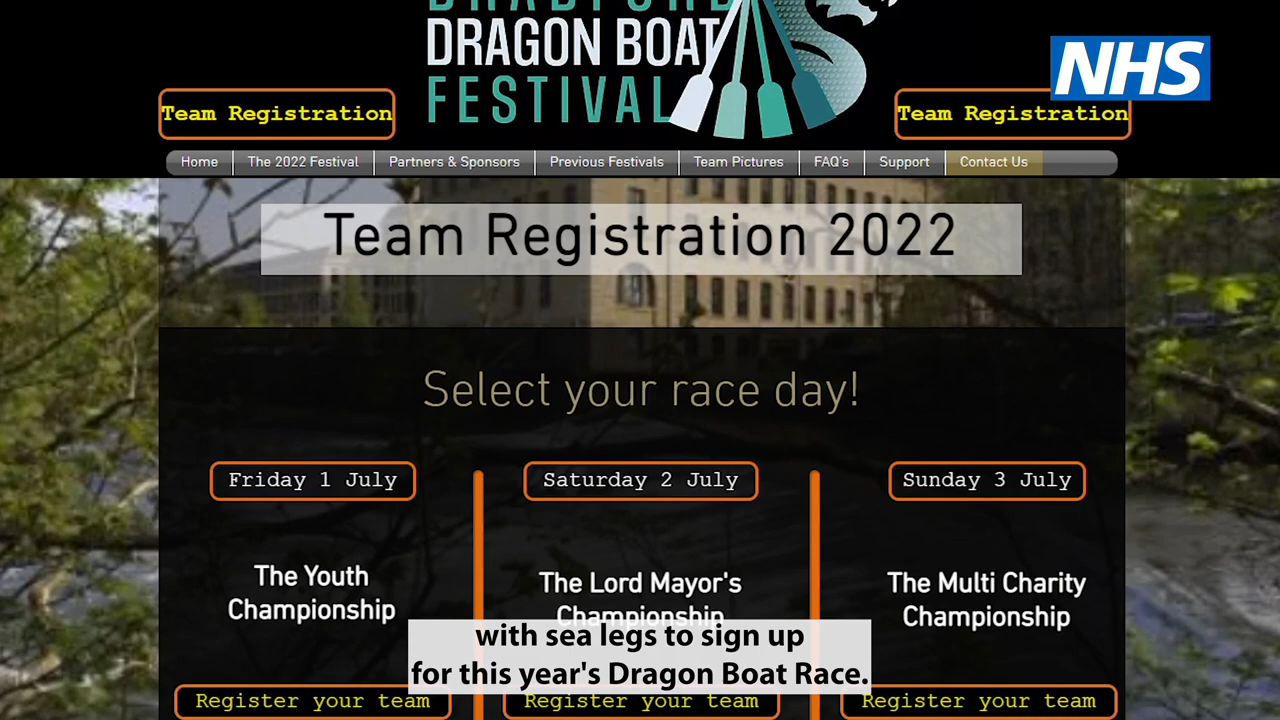 BRADFORD
DRAGON BOAT
FESTIVAL
NHS
Team Registration
Team Registration
Home
The 2022 Festival
Partners & Sponsors
Previous Festivals
Team Pictures
FAQ's
Support
Contact Us
Team Registration 2022
Select your race day!
Friday 1 July
Saturday 2 July
Sunday 3 July
The Youth
Championship
The Lord Mayor's
Championship
The Multi Charity
Championship
with sea legs to sign up
for this year's Dragon Boat Race.
Register your team
Register your team
Register your team